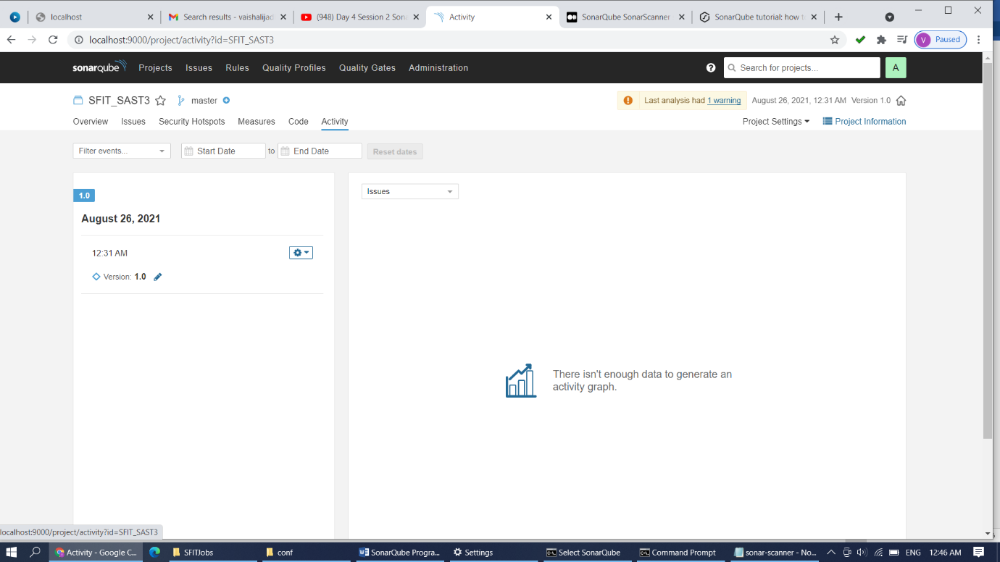 localhost
Search results - vaishalijad
(948) Day 4 Session 2 Son
Activity
SonarQube SonarScanner
SonarQube tutorial: how t
localhost:9000/project/activity?id=SFIT_SAST3
V Paused
sonarqube Projects Issues Rules Quality Profiles Quality Gates Administration
? Search for projects... A
SFIT_SAST3 master
Last analysis had 1 warning August 26, 2021, 12:31 AM Version 1.0
Overview Issues Security Hotspots Measures Code Activity
Project Settings Project Information
Filter events... Start Date to End Date Reset dates
1.0
Issues
August 26, 2021
12:31 AM
Version: 1.0
There isn't enough data to generate an
activity graph.
localhost:9000/project/activity?id=SFIT_SAST3
Activity - Google C... SFITJobs conf SonarQube Progra... Settings Select SonarQube Command Prompt sonar-scanner - No... ENG 12:46 AM